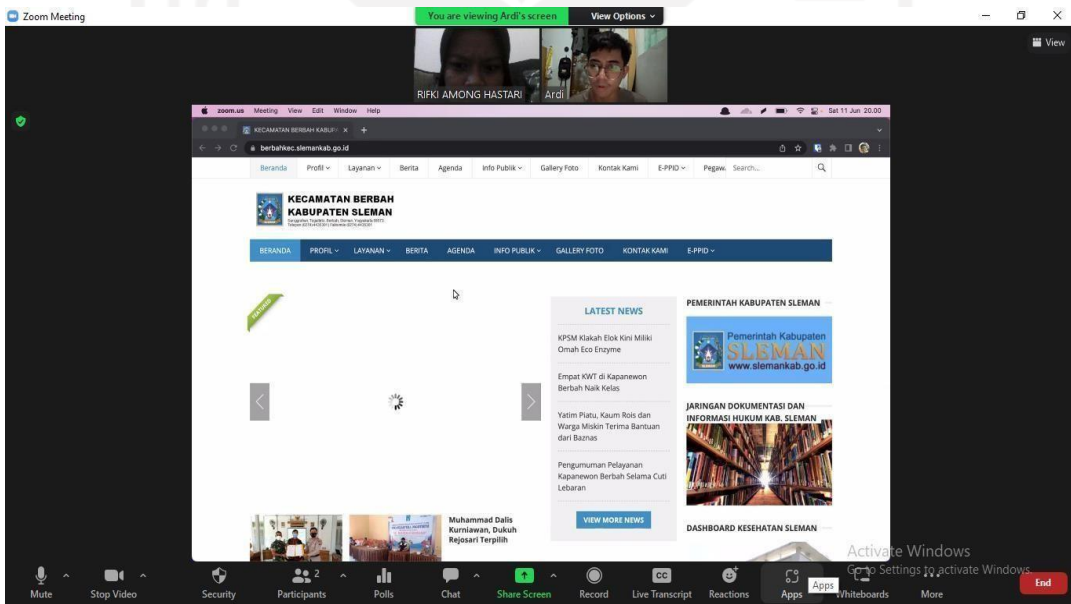 Zoom Meeting
You are viewing Ardi's screen
View Options
View
RIFKI AMONG HASTARI
Ardi
zoom.us Meeting View Edit Window Help
Sat 11 Jun 20.00
KECAMATAN BERBAH KABUP
berbahkec.slemankab.go.id
Beranda Profil Layanan Berita Agenda Info Publik Gallery Foto Kontak Kami E-PPID Pegaw. Search...
KECAMATAN BERBAH
KABUPATEN SLEMAN
BERANDA PROFIL LAYANAN BERITA AGENDA INFO PUBLIK GALLERY FOTO KONTAK KAMI E-PPID
FEATURED
LATEST NEWS
KPSM Klakah Elok Kini Miliki
Omah Eco Enzyme
Empat KWT di Kapanewon
Berbah Naik Kelas
Yatim Piatu, Kaum Rois dan
Warga Miskin Terima Bantuan
dari Baznas
Pengumuman Pelayanan
Kapanewon Berbah Selama Cuti
Lebaran
VIEW MORE NEWS
PEMERINTAH KABUPATEN SLEMAN
Pemerintah Kabupaten
SLEMAN
www.slemankab.go.id
JARINGAN DOKUMENTASI DAN
INFORMASI HUKUM KAB. SLEMAN
DASHBOARD KESEHATAN SLEMAN
Muhammad Dalis
Kurniawan, Dukuh
Rejosari Terpilih
Activate Windows
Go to Settings to activate Windows.
Mute Stop Video Security Participants 2 Polls Chat Share Screen Record CC Live Transcript Reactions Apps Apps Whiteboards More End